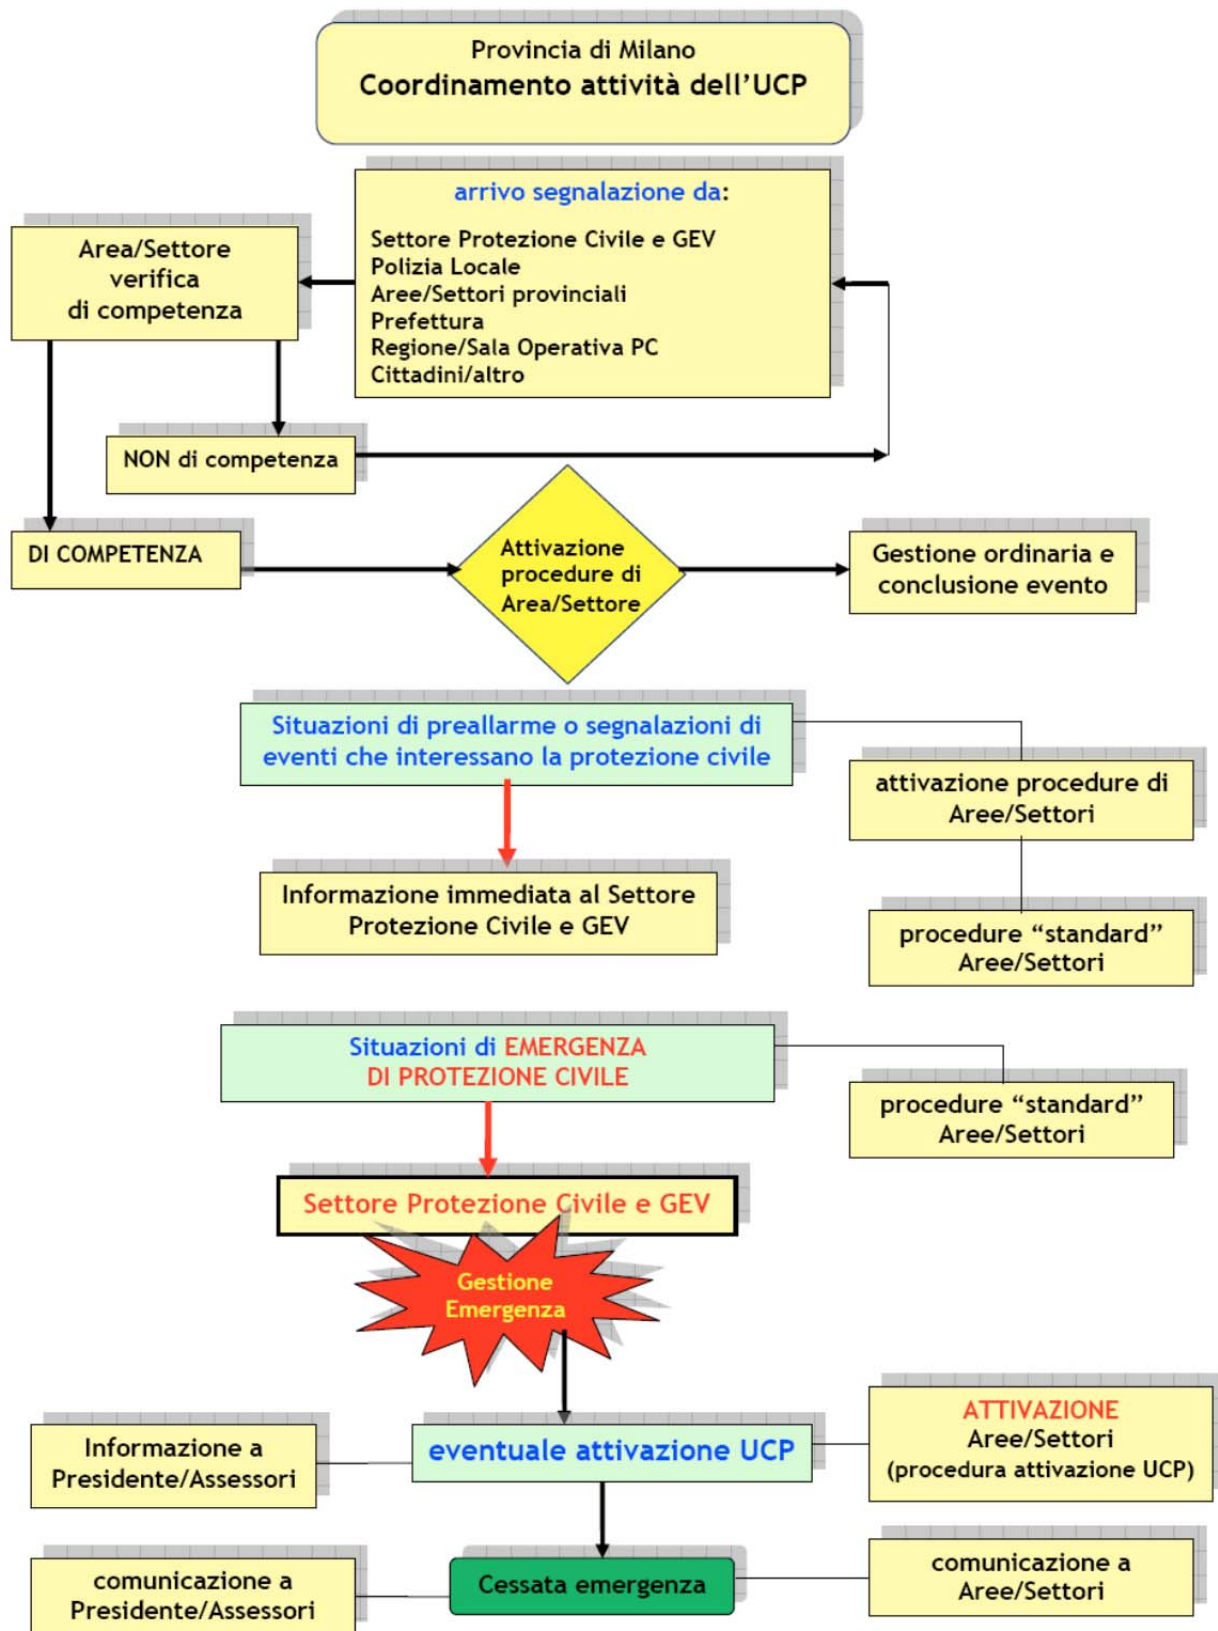 Provincia di Milano
Coordinamento attività dell'UCP
arrivo segnalazione da:
Settore Protezione Civile e GEV
Polizia Locale
Aree/Settori provinciali
Prefettura
Regione/Sala Operativa PC
Cittadini/altro
Area/Settore
verifica
di competenza
NON di competenza
DI COMPETENZA
Attivazione
procedure di
Area/Settore
Gestione ordinaria e
conclusione evento
Situazioni di preallarme o segnalazioni di
eventi che interessano la protezione civile
attivazione procedure di
Aree/Settori
Informazione immediata al Settore
Protezione Civile e GEV
procedure “standard”
Aree/Settori
Situazioni di EMERGENZA
DI PROTEZIONE CIVILE
procedure “standard”
Aree/Settori
Settore Protezione Civile e GEV
Gestione
Emergenza
Informazione a
Presidente/Assessori
eventuale attivazione UCP
ATTIVAZIONE
Aree/Settori
(procedura attivazione UCP)
comunicazione a
Presidente/Assessori
Cessata emergenza
comunicazione a
Aree/Settori